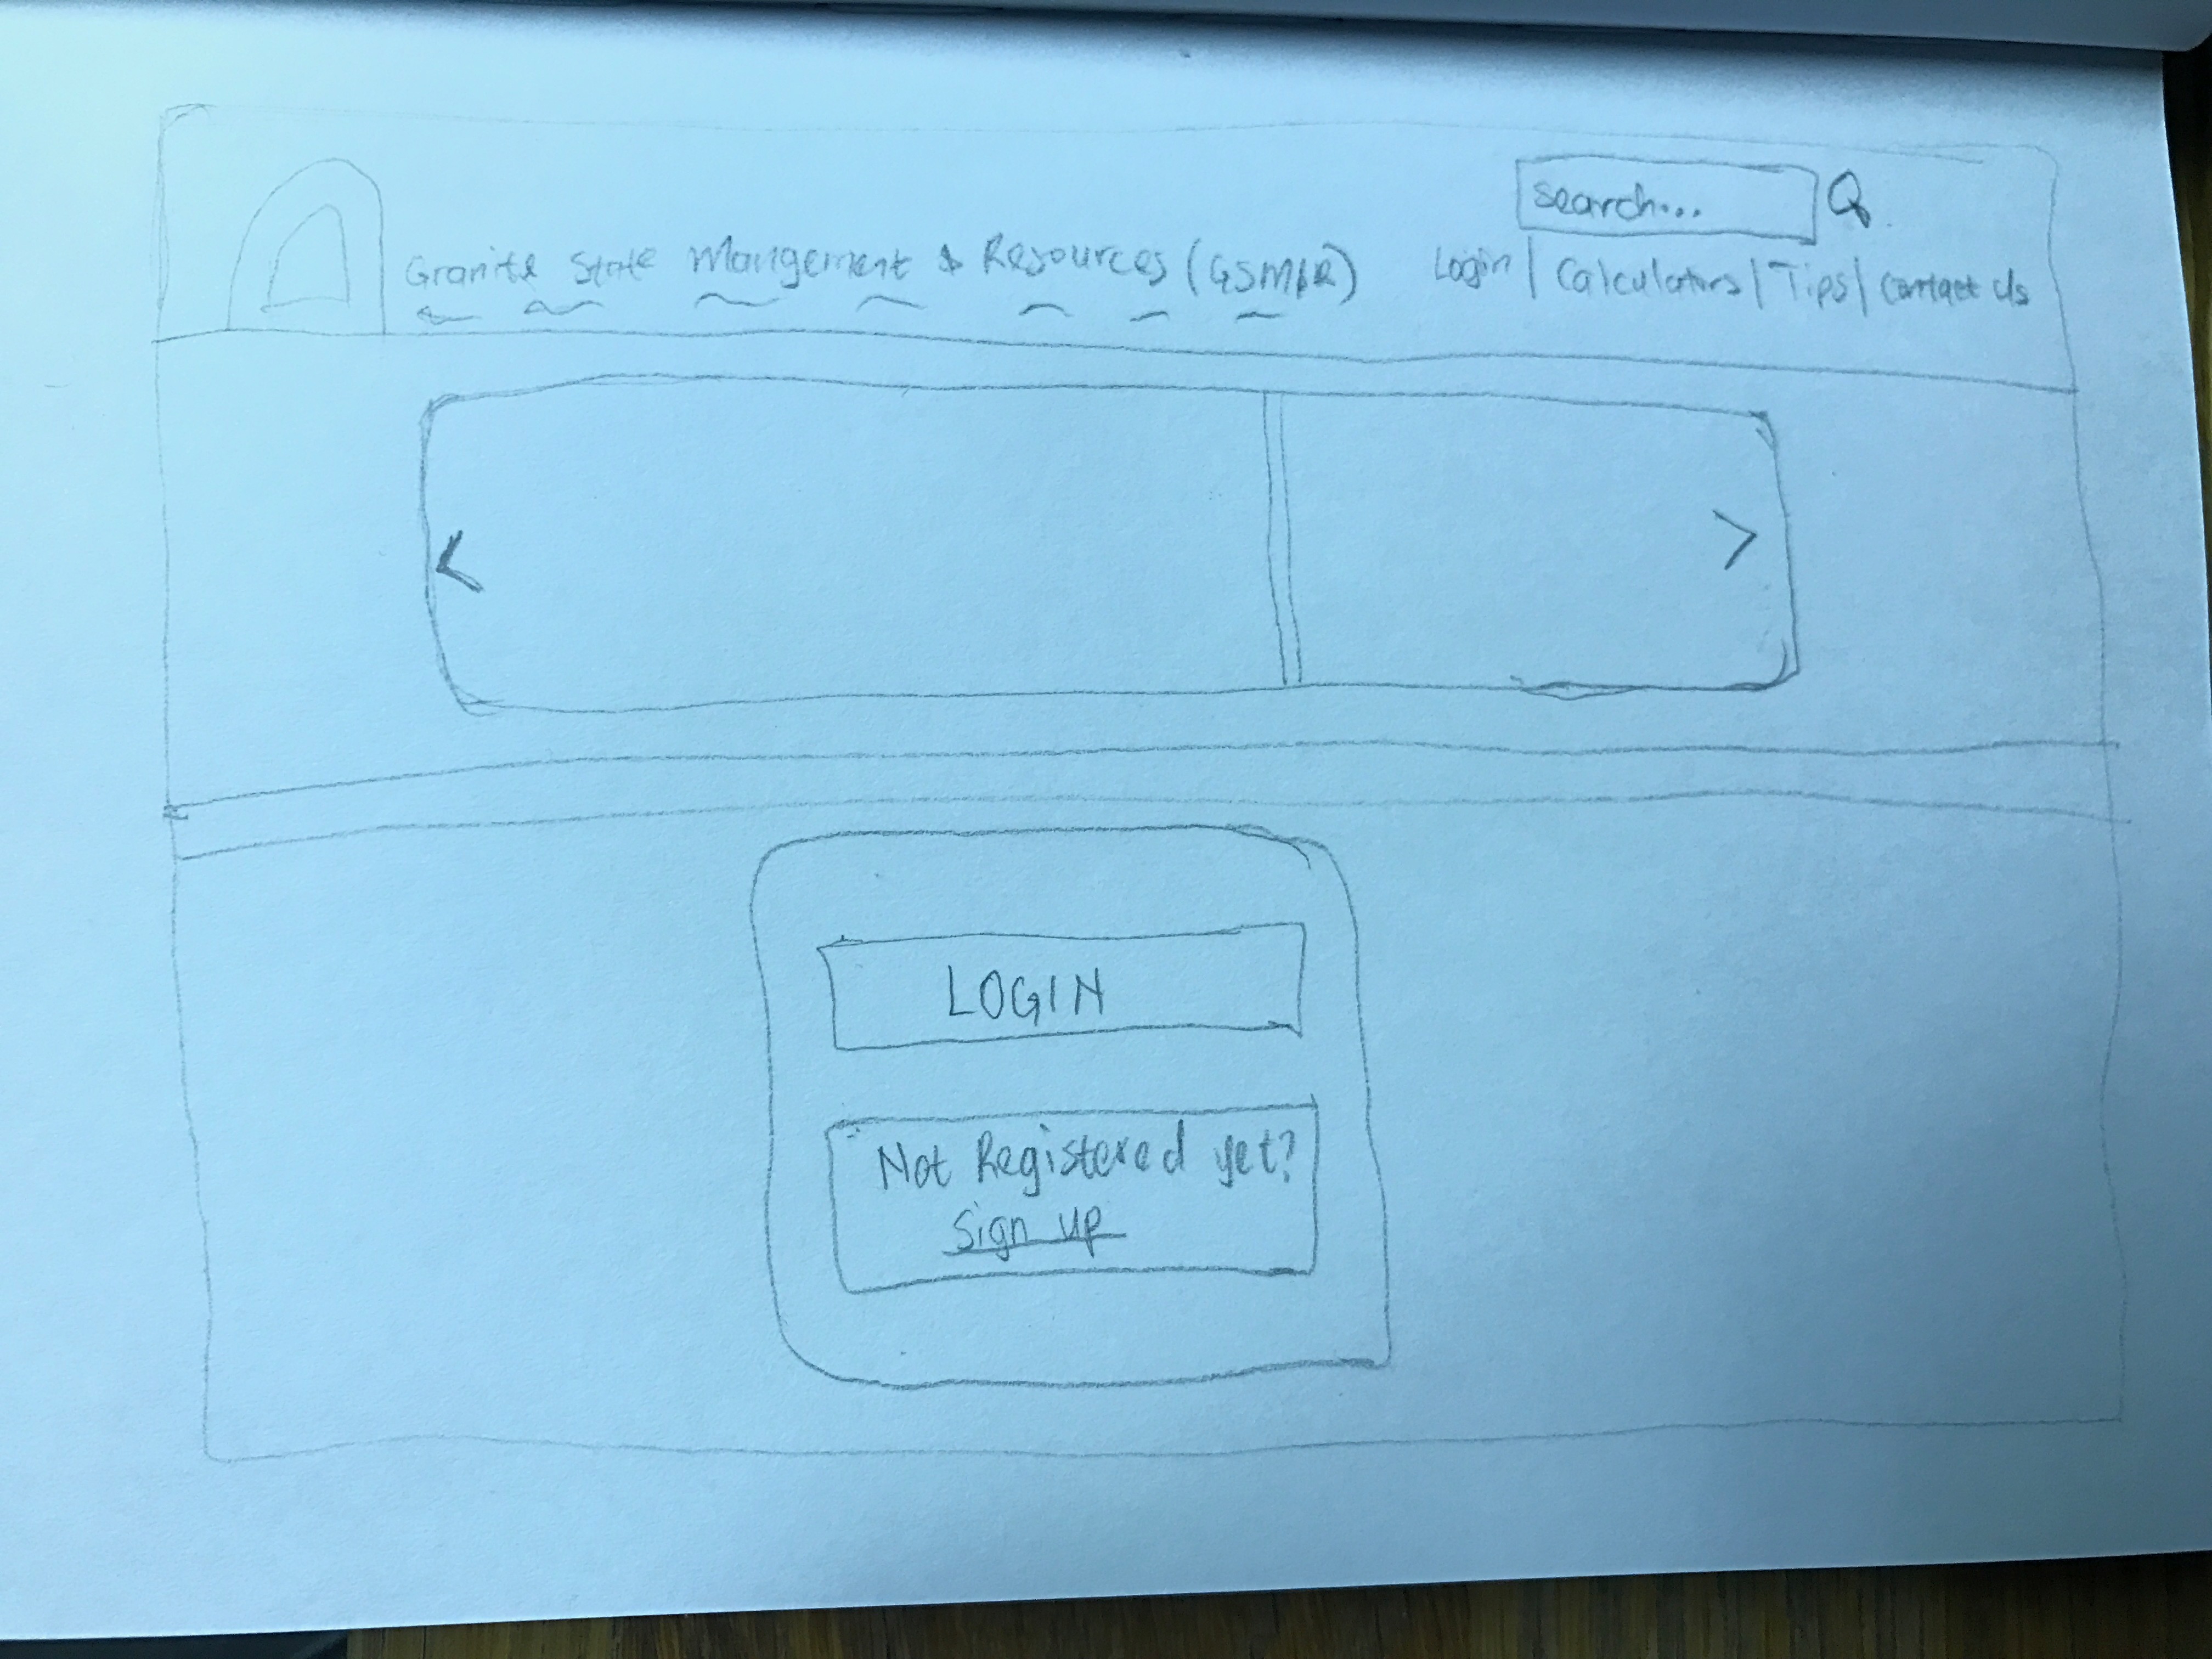 search...
Granite State Mangement & Resources (GSM&R)
Login | Calculators | Tips | Contact Us
<
>
LOGIN
Not Registered yet?
Sign up